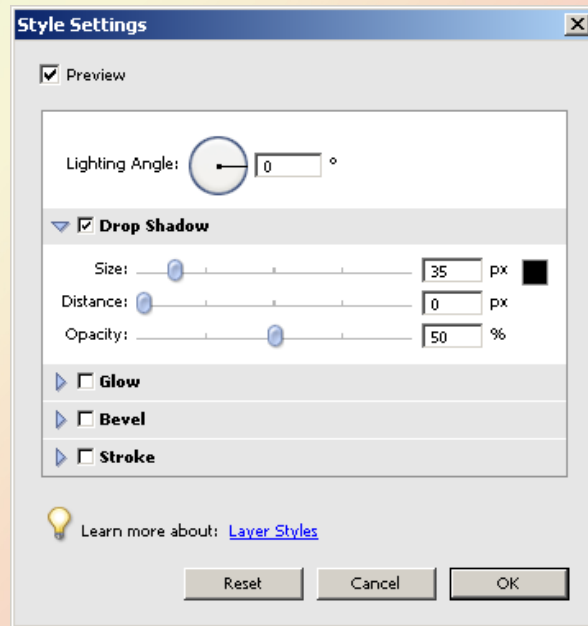 Style Settings
Preview
Lighting Angle: 0 °
Drop Shadow
Size: 35 px
Distance: 0 px
Opacity: 50 %
Glow
Bevel
Stroke
Learn more about: Layer Styles
Reset Cancel OK